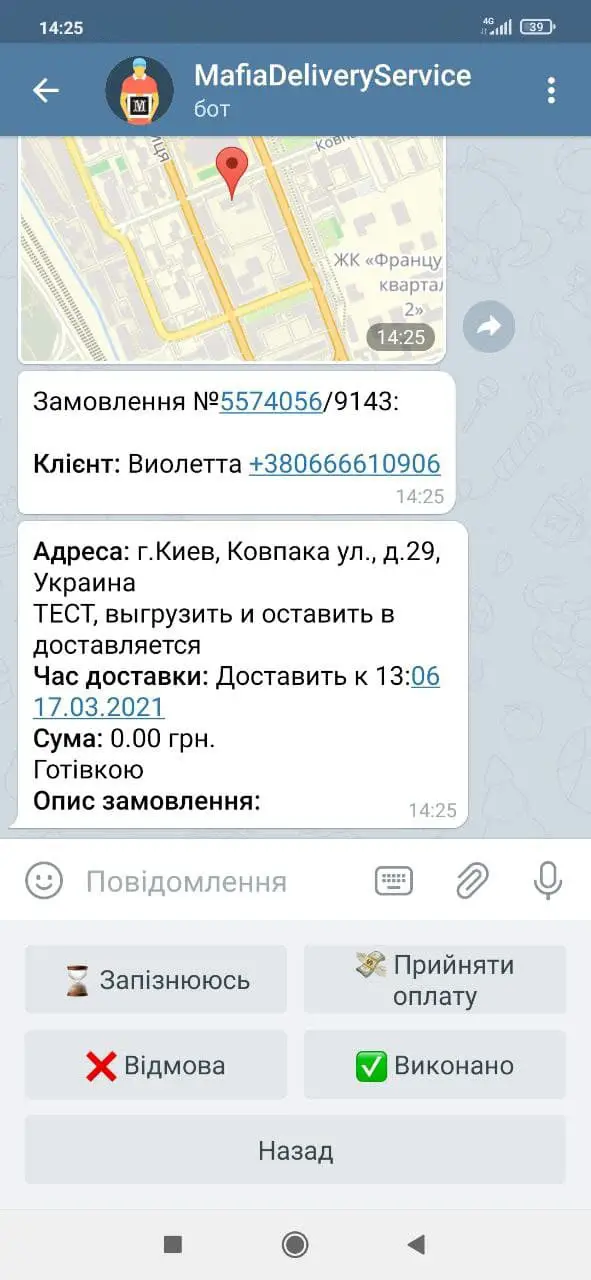 14:25
4G
39
MafiaDeliveryService
бот
M
иця
Ковп
ЖК «Францу
квартал
2»
14:25
Замовлення №5574056/9143:
Клієнт: Виолетта +380666610906
14:25
Адреса: г.Киев, Ковпака ул., д.29,
Украина
ТЕСТ, выгрузить и оставить в
доставляется
Час доставки: Доставить к 13:06
17.03.2021
Сума: 0.00 грн.
Готівкою
Опис замовлення:
14:25
Повідомлення
Запізнююсь
Прийняти
оплату
Відмова
Виконано
Назад